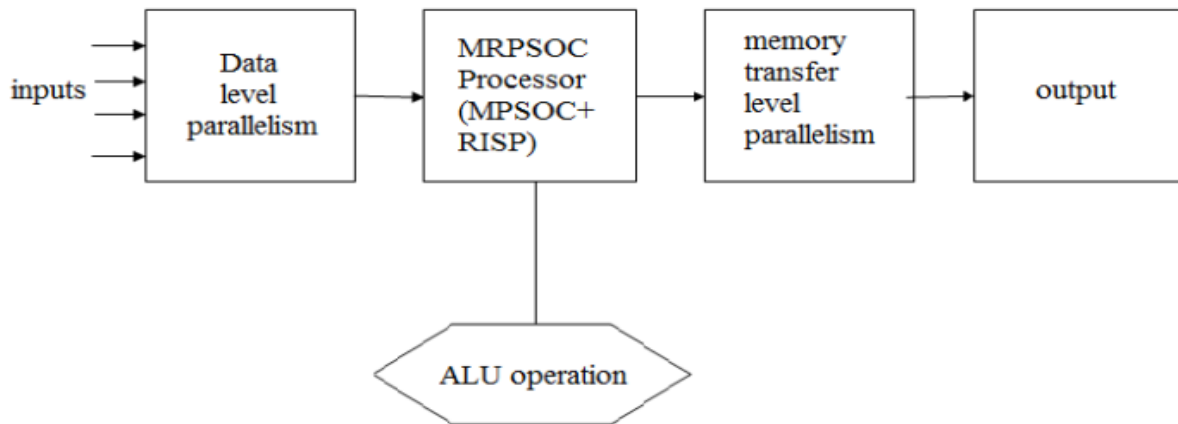 inputs
Data
level
parallelism
MRPSOC
Processor
(MPSOC+
RISP)
memory
transfer
level
parallelism
output
ALU operation